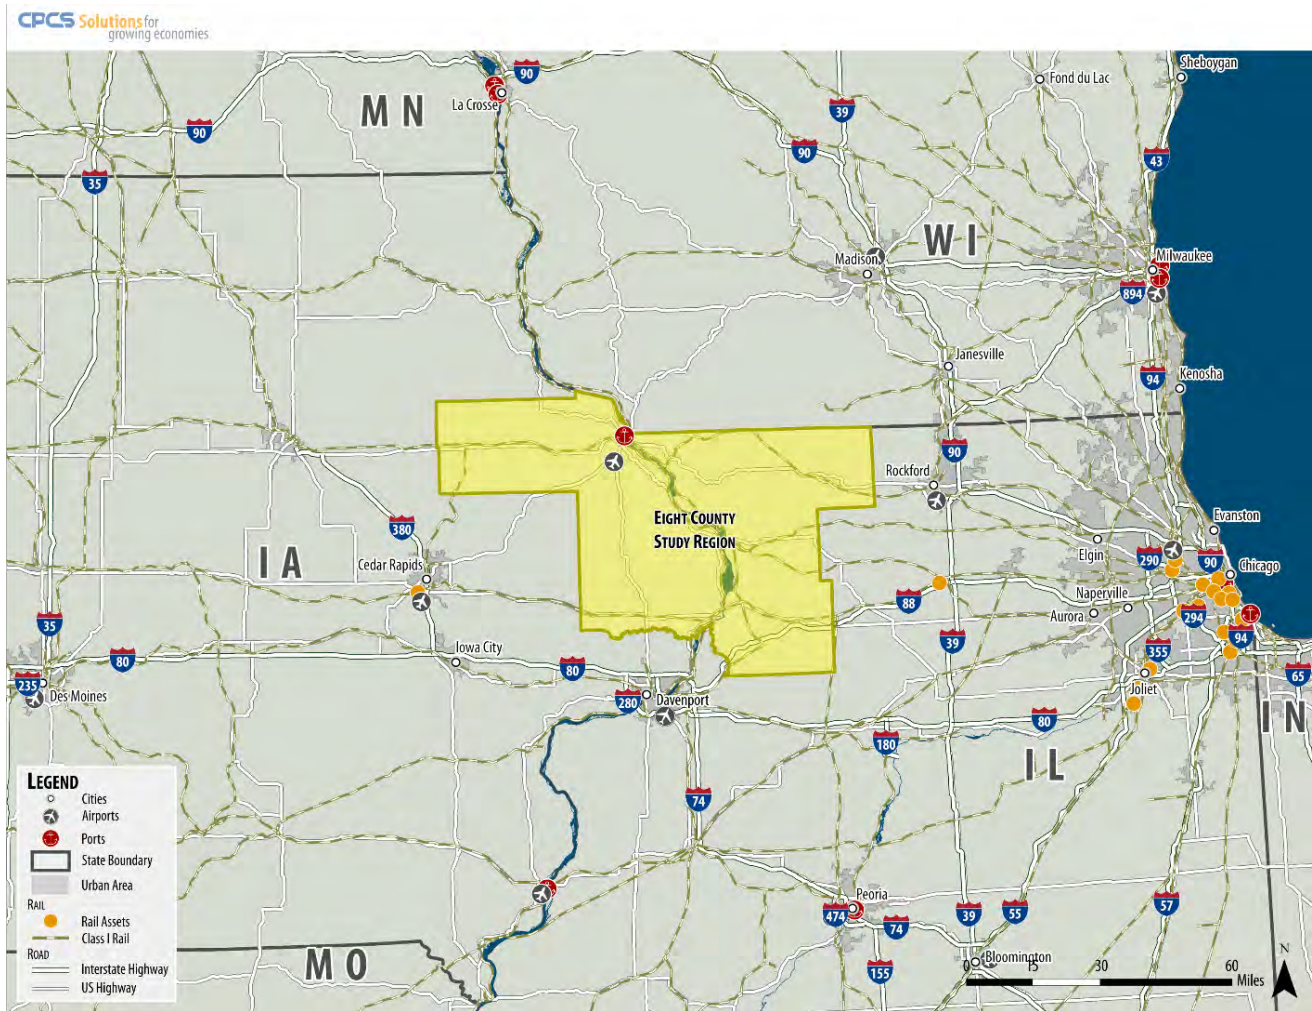 CPCS Solutions for
growing economies
Sheboygan
90
Fond du Lac
La Crosse
MN
39
90
90
43
35
WI
Madison
Milwaukee
894
Janesville
94
Kenosha
90
Rockford
EIGHT COUNTY
STUDY REGION
Evanston
380
Elgin
290
90
IA
Cedar Rapids
Chicago
88
Naperville
Aurora
294
35
39
94
Iowa City
355
80
80
65
235
Des Moines
Joliet
280
Davenport
80
IN
180
IL
LEGEND
Cities
Airports
Ports
State Boundary
Urban Area
RAIL
Rail Assets
Class I Rail
ROAD
Interstate Highway
US Highway
74
Peoria
474
74
39
55
57
MO
155
Bloomington
N
0 15 30 60
Miles